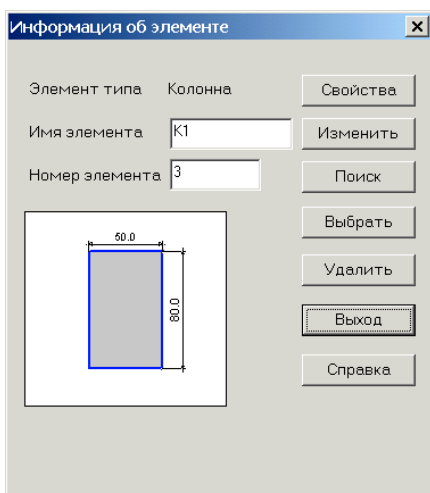 Информация об элементе
Элемент типа Колонна
Свойства
Имя элемента K1
Изменить
Номер элемента 3
Поиск
Выбрать
Удалить
Выход
Справка
50.0
80.0